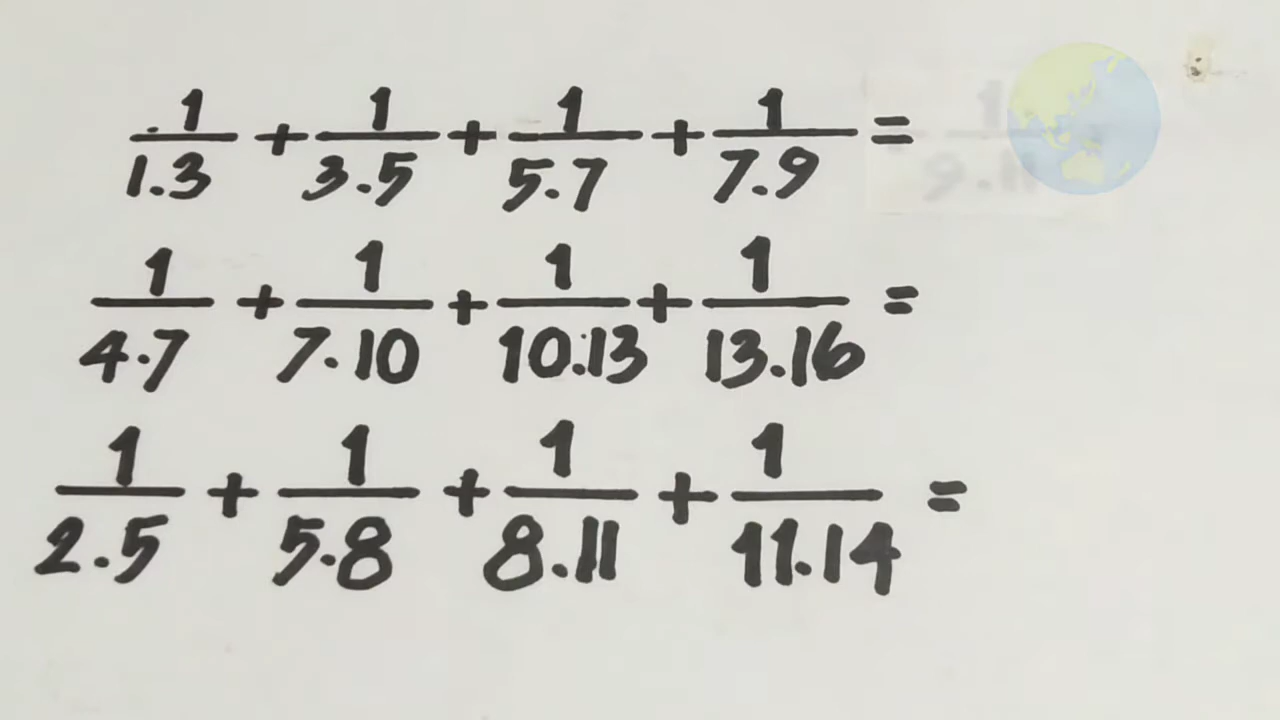 1/1.3 + 1/3.5 + 1/5.7 + 1/7.9 =
1/4.7 + 1/7.10 + 1/10.13 + 1/13.16 =
1/2.5 + 1/5.8 + 1/8.11 + 1/11.14 =